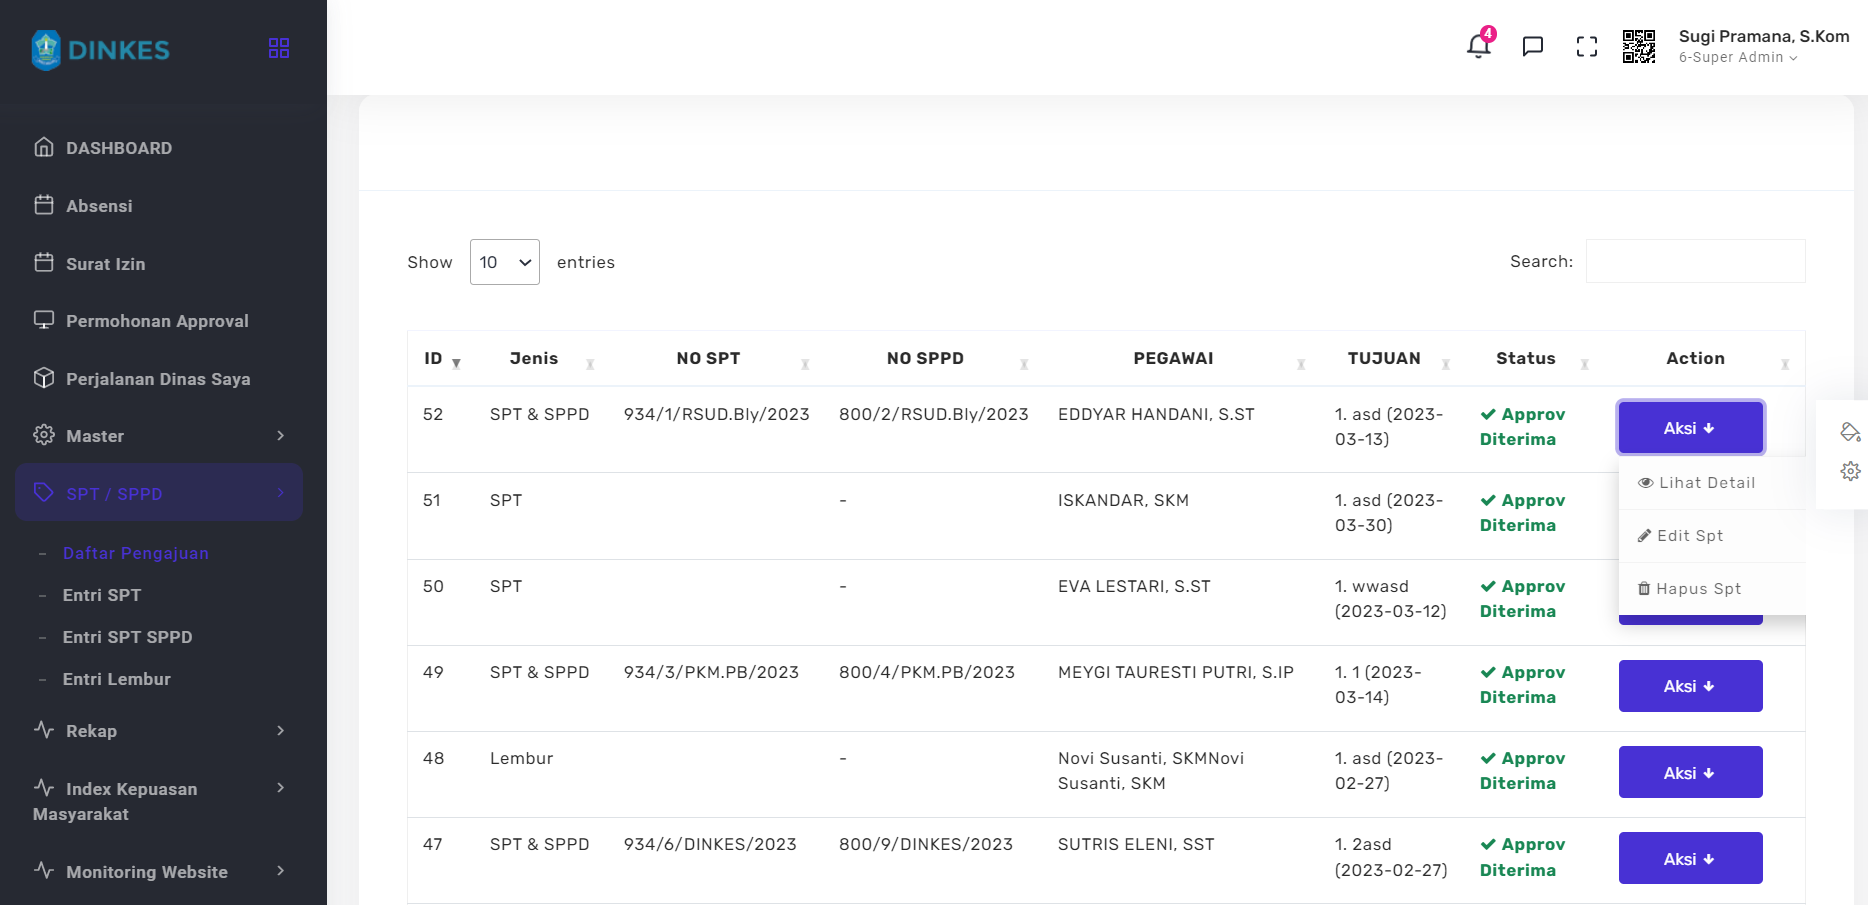 DINKES
4
Sugi Pramana, S.Kom
6-Super Admin
DASHBOARD
Absensi
Surat Izin
Permohonan Approval
Perjalanan Dinas Saya
Master
SPT / SPPD
- Daftar Pengajuan
- Entri SPT
- Entri SPT SPPD
- Entri Lembur
Rekap
Index Kepuasan
Masyarakat
Monitoring Website
Show 10 entries
Search:
ID Jenis NO SPT NO SPPD PEGAWAI TUJUAN Status Action
52 SPT & SPPD 934/1/RSUD.Bly/2023 800/2/RSUD.Bly/2023 EDDYAR HANDANI, S.ST 1. asd (2023- Approv
03-13) Diterima
Aksi
Lihat Detail
Edit Spt
Hapus Spt
51 SPT - ISKANDAR, SKM 1. asd (2023- Approv
03-30) Diterima
50 SPT - EVA LESTARI, S.ST 1. wwasd Approv
(2023-03-12) Diterima
49 SPT & SPPD 934/3/PKM.PB/2023 800/4/PKM.PB/2023 MEYGI TAURESTI PUTRI, S.IP 1. 1 (2023- Approv
03-14) Diterima
Aksi
48 Lembur - Novi Susanti, SKMNovi 1. asd (2023- Approv
Susanti, SKM 02-27) Diterima
Aksi
47 SPT & SPPD 934/6/DINKES/2023 800/9/DINKES/2023 SUTRIS ELENI, SST 1. 2asd Approv
(2023-02-27) Diterima
Aksi